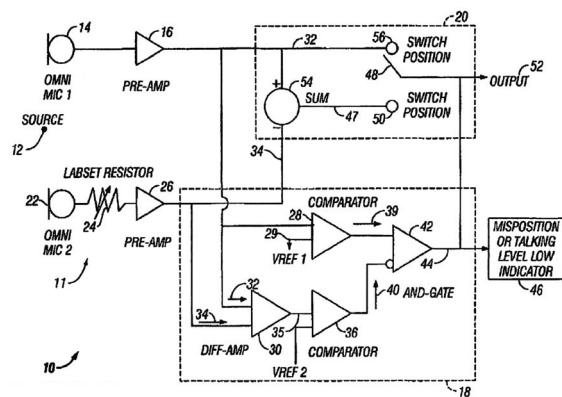 14
16
20
32
56
SWITCH
POSITION
OMNI
MIC 1
PRE-AMP
54
48
OUTPUT
52
SOURCE
12
+
SUM
47
SWITCH
POSITION
50
−
34
LABSET RESISTOR
26
22
24
OMNI
MIC 2
PRE-AMP
11
COMPARATOR
28
39
42
29
VREF 1
44
MISPOSITION
OR TALKING
LEVEL LOW
INDICATOR
46
32
40
AND-GATE
34
35
36
DIFF-AMP
30
COMPARATOR
VREF 2
10
18